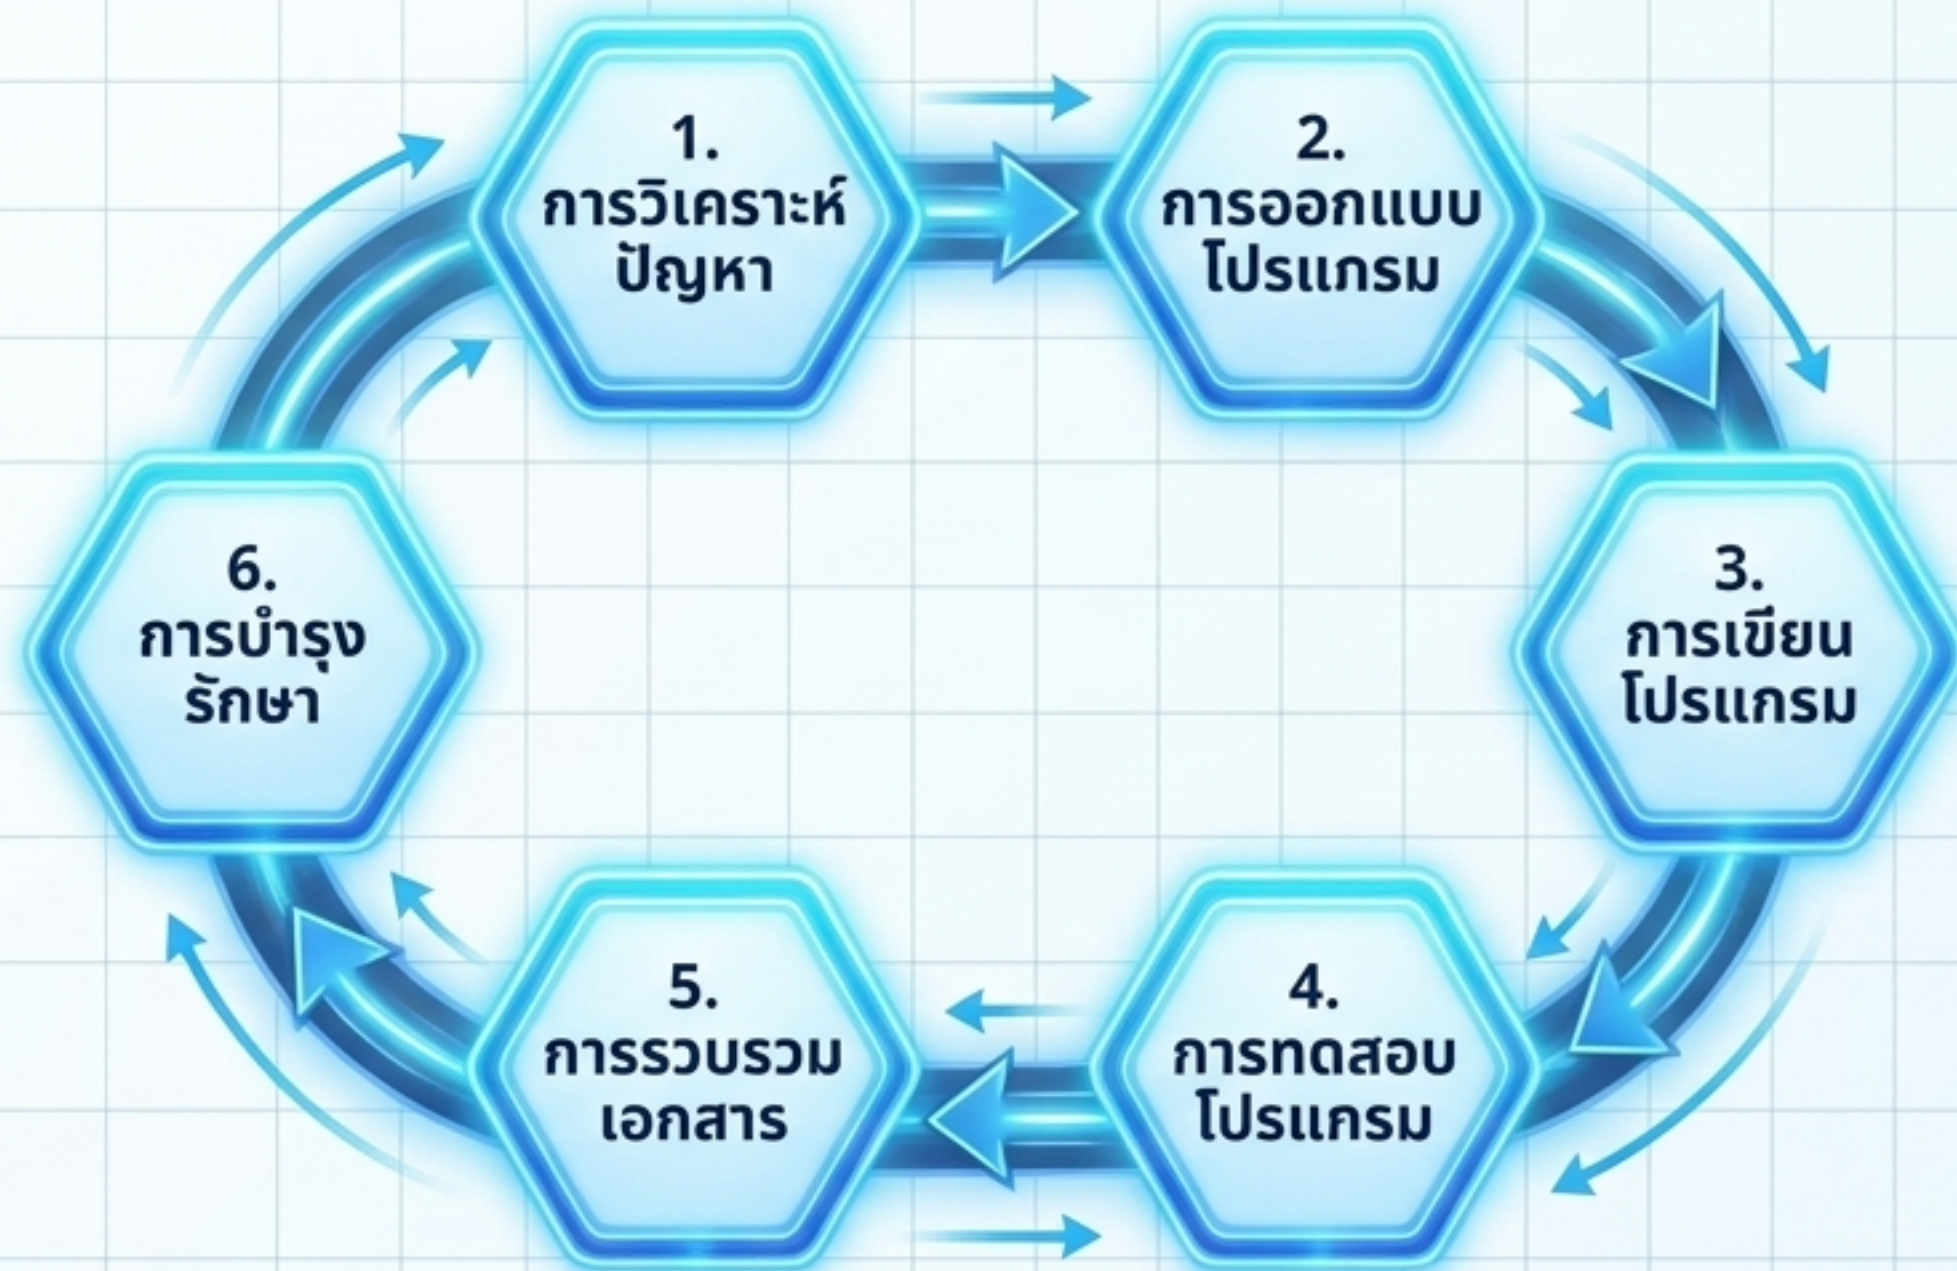 1.
การวิเคราะห์
ปัญหา
2.
การออกแบบ
โปรแกรม
3.
การเขียน
โปรแกรม
4.
การทดสอบ
โปรแกรม
5.
การรวบรวม
เอกสาร
6.
การบำรุง
รักษา